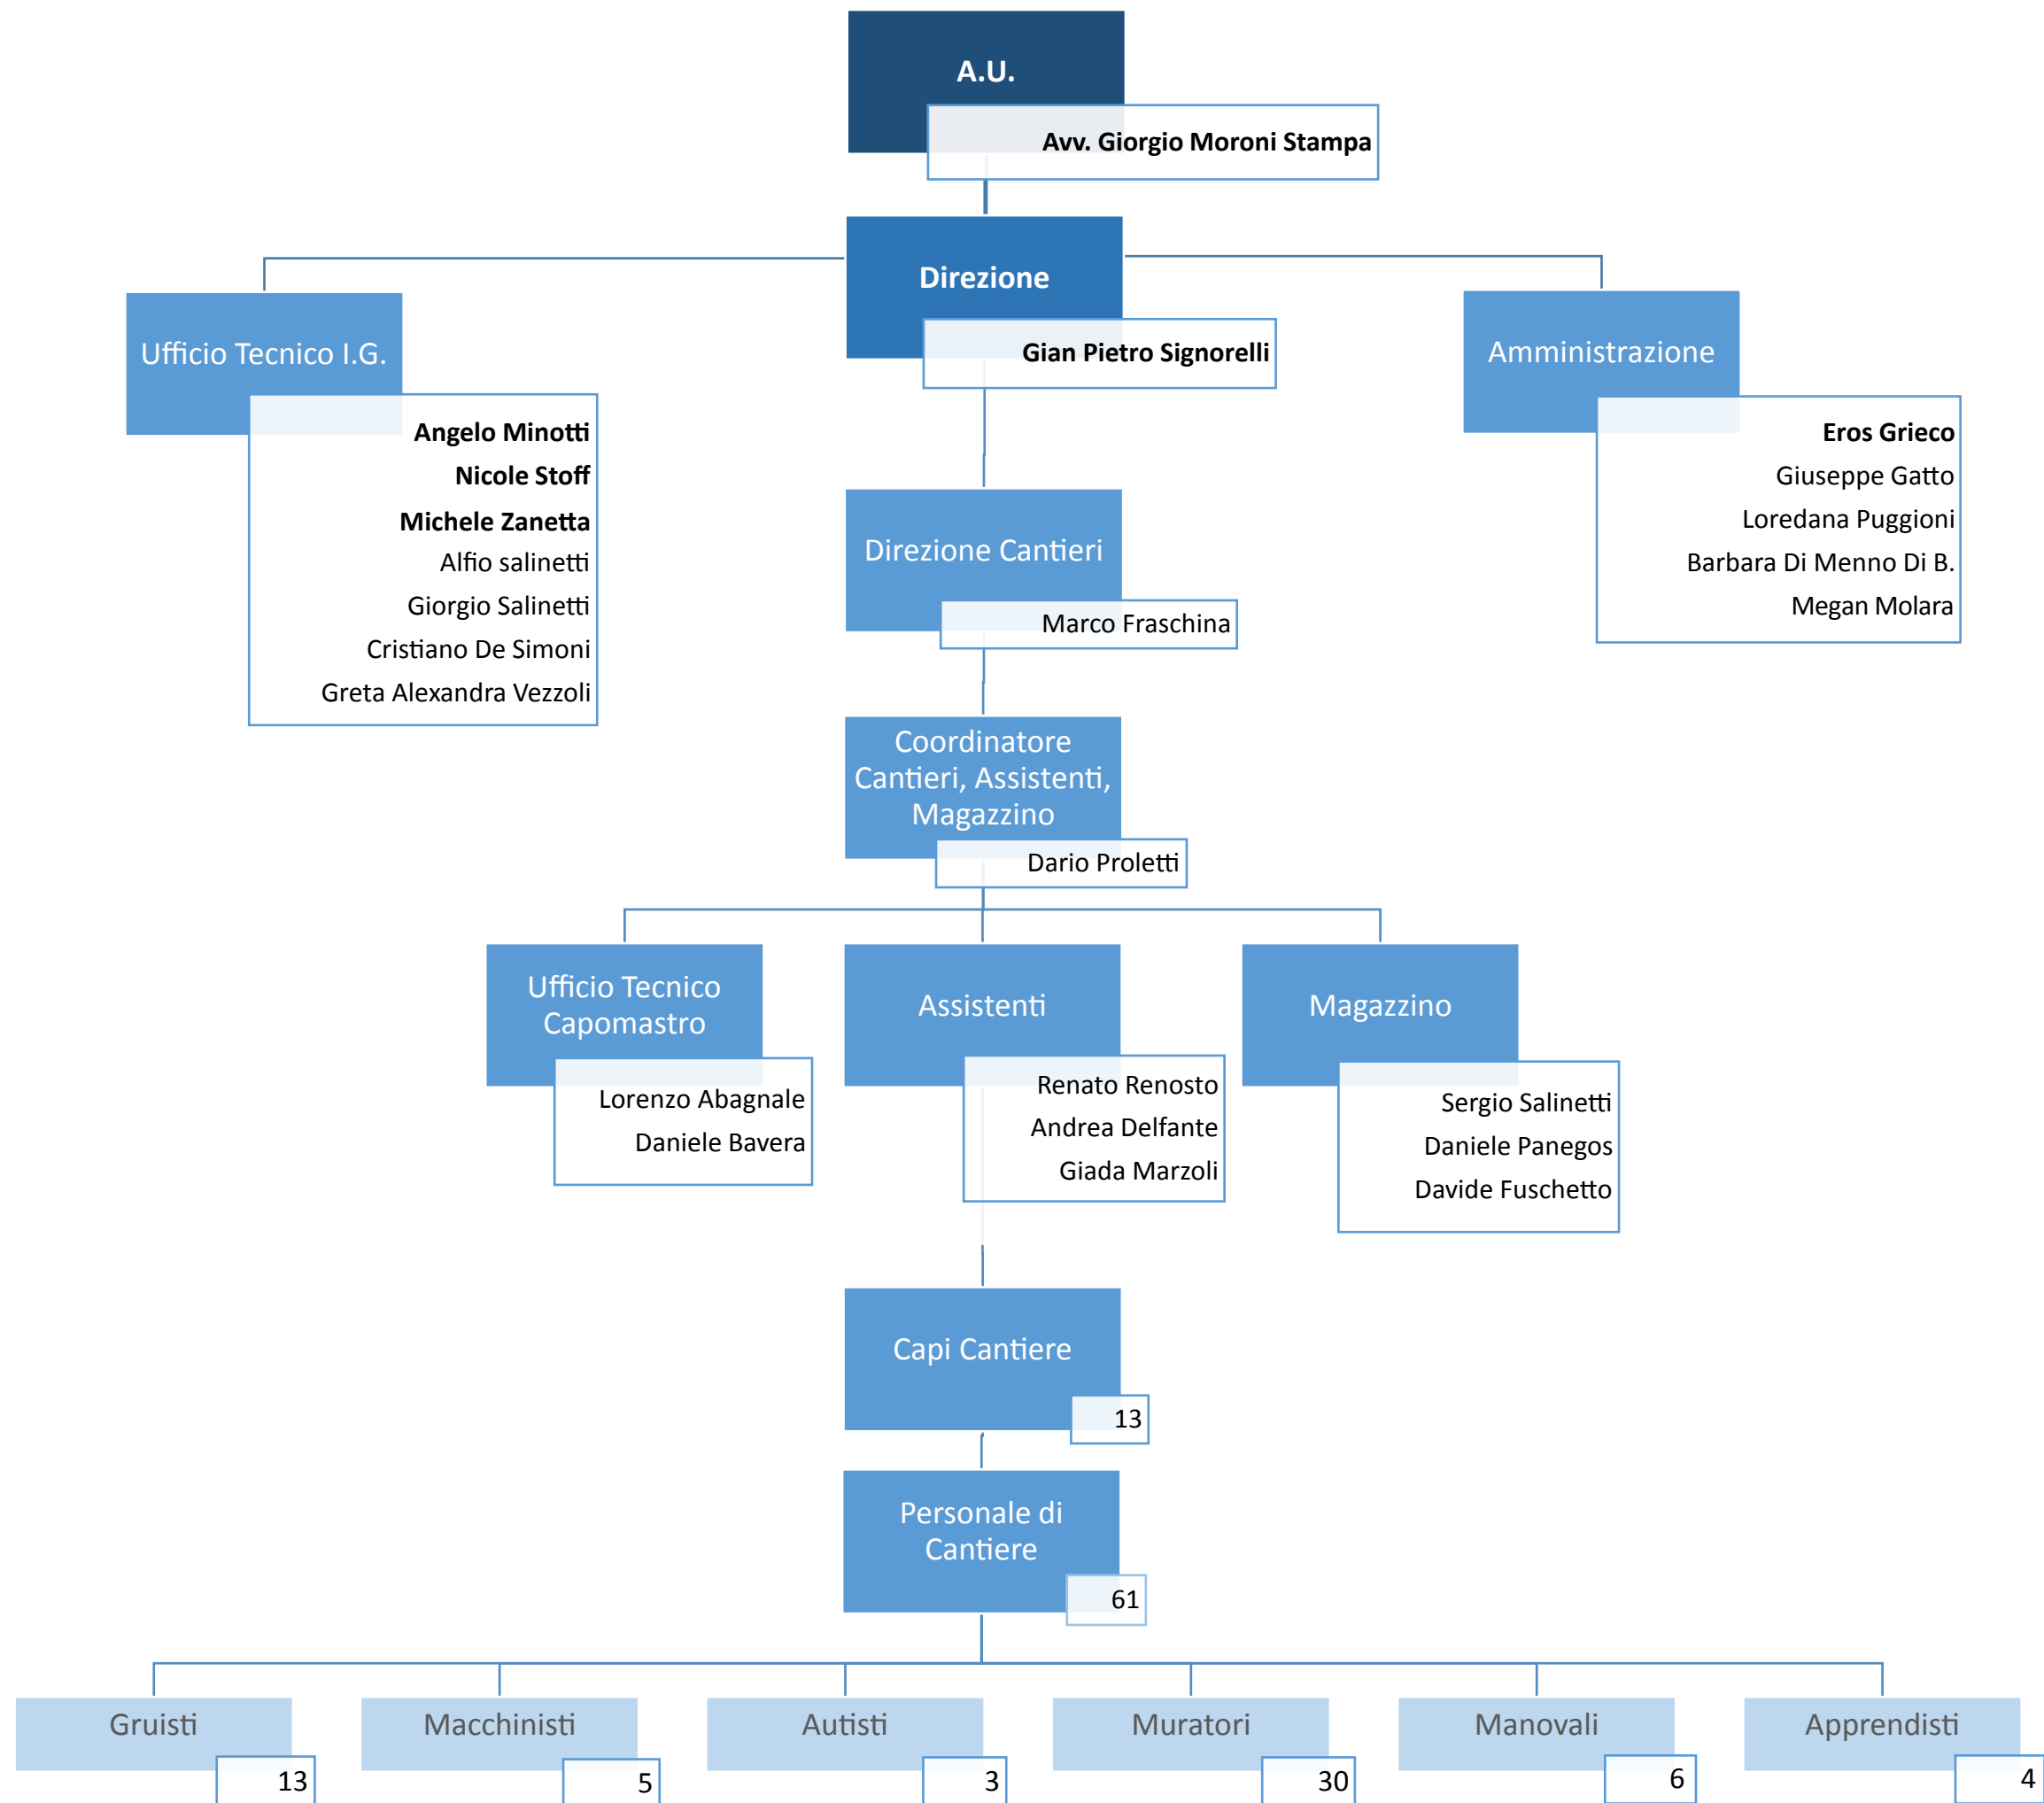 A.U.
Avv. Giorgio Moroni Stampa
Direzione
Gian Pietro Signorelli
Ufficio Tecnico I.G.
Angelo Minotti
Nicole Stoff
Michele Zanetta
Alfio salinetti
Giorgio Salinetti
Cristiano De Simoni
Greta Alexandra Vezzoli
Amministrazione
Eros Grieco
Giuseppe Gatto
Loredana Puggioni
Barbara Di Menno Di B.
Megan Molara
Direzione Cantieri
Marco Fraschina
Coordinatore
Cantieri, Assistenti,
Magazzino
Dario Proletti
Ufficio Tecnico
Capomastro
Lorenzo Abagnale
Daniele Bavera
Assistenti
Renato Renosto
Andrea Delfante
Giada Marzoli
Magazzino
Sergio Salinetti
Daniele Panegos
Davide Fuschetto
Capi Cantiere
13
Personale di
Cantiere
61
Gruisti
13
Macchinisti
5
Autisti
3
Muratori
30
Manovali
6
Apprendisti
4